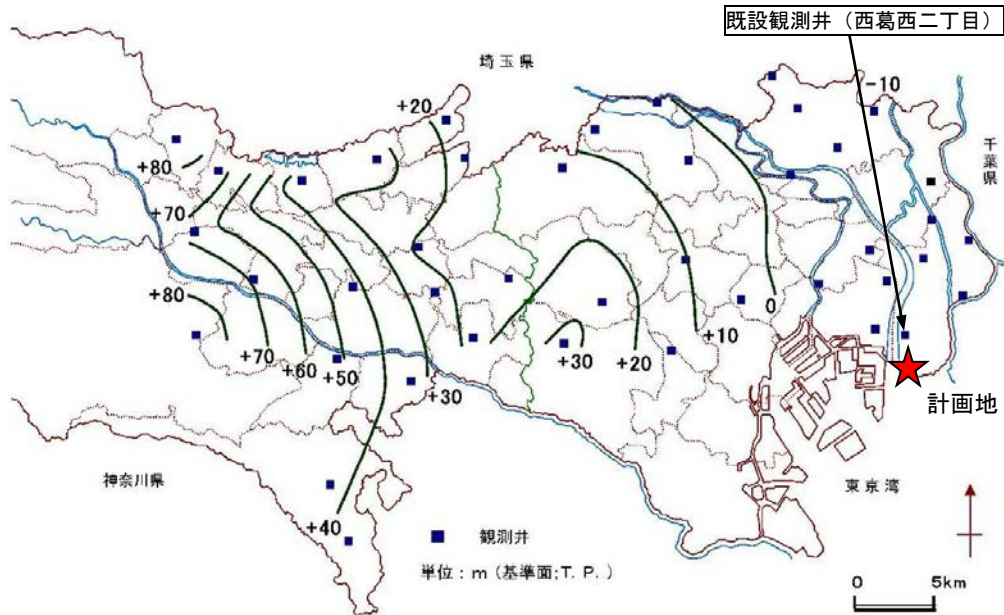 既設観測井（西葛西二丁目）
埼玉県
-10
+20
千葉県
+80
+70
+80
0
+10
+70
+30
+20
+60
+50
+30
計画地
神奈川県
東京湾
+40
観測井
単位：m（基準面;T.P.）
0
5km